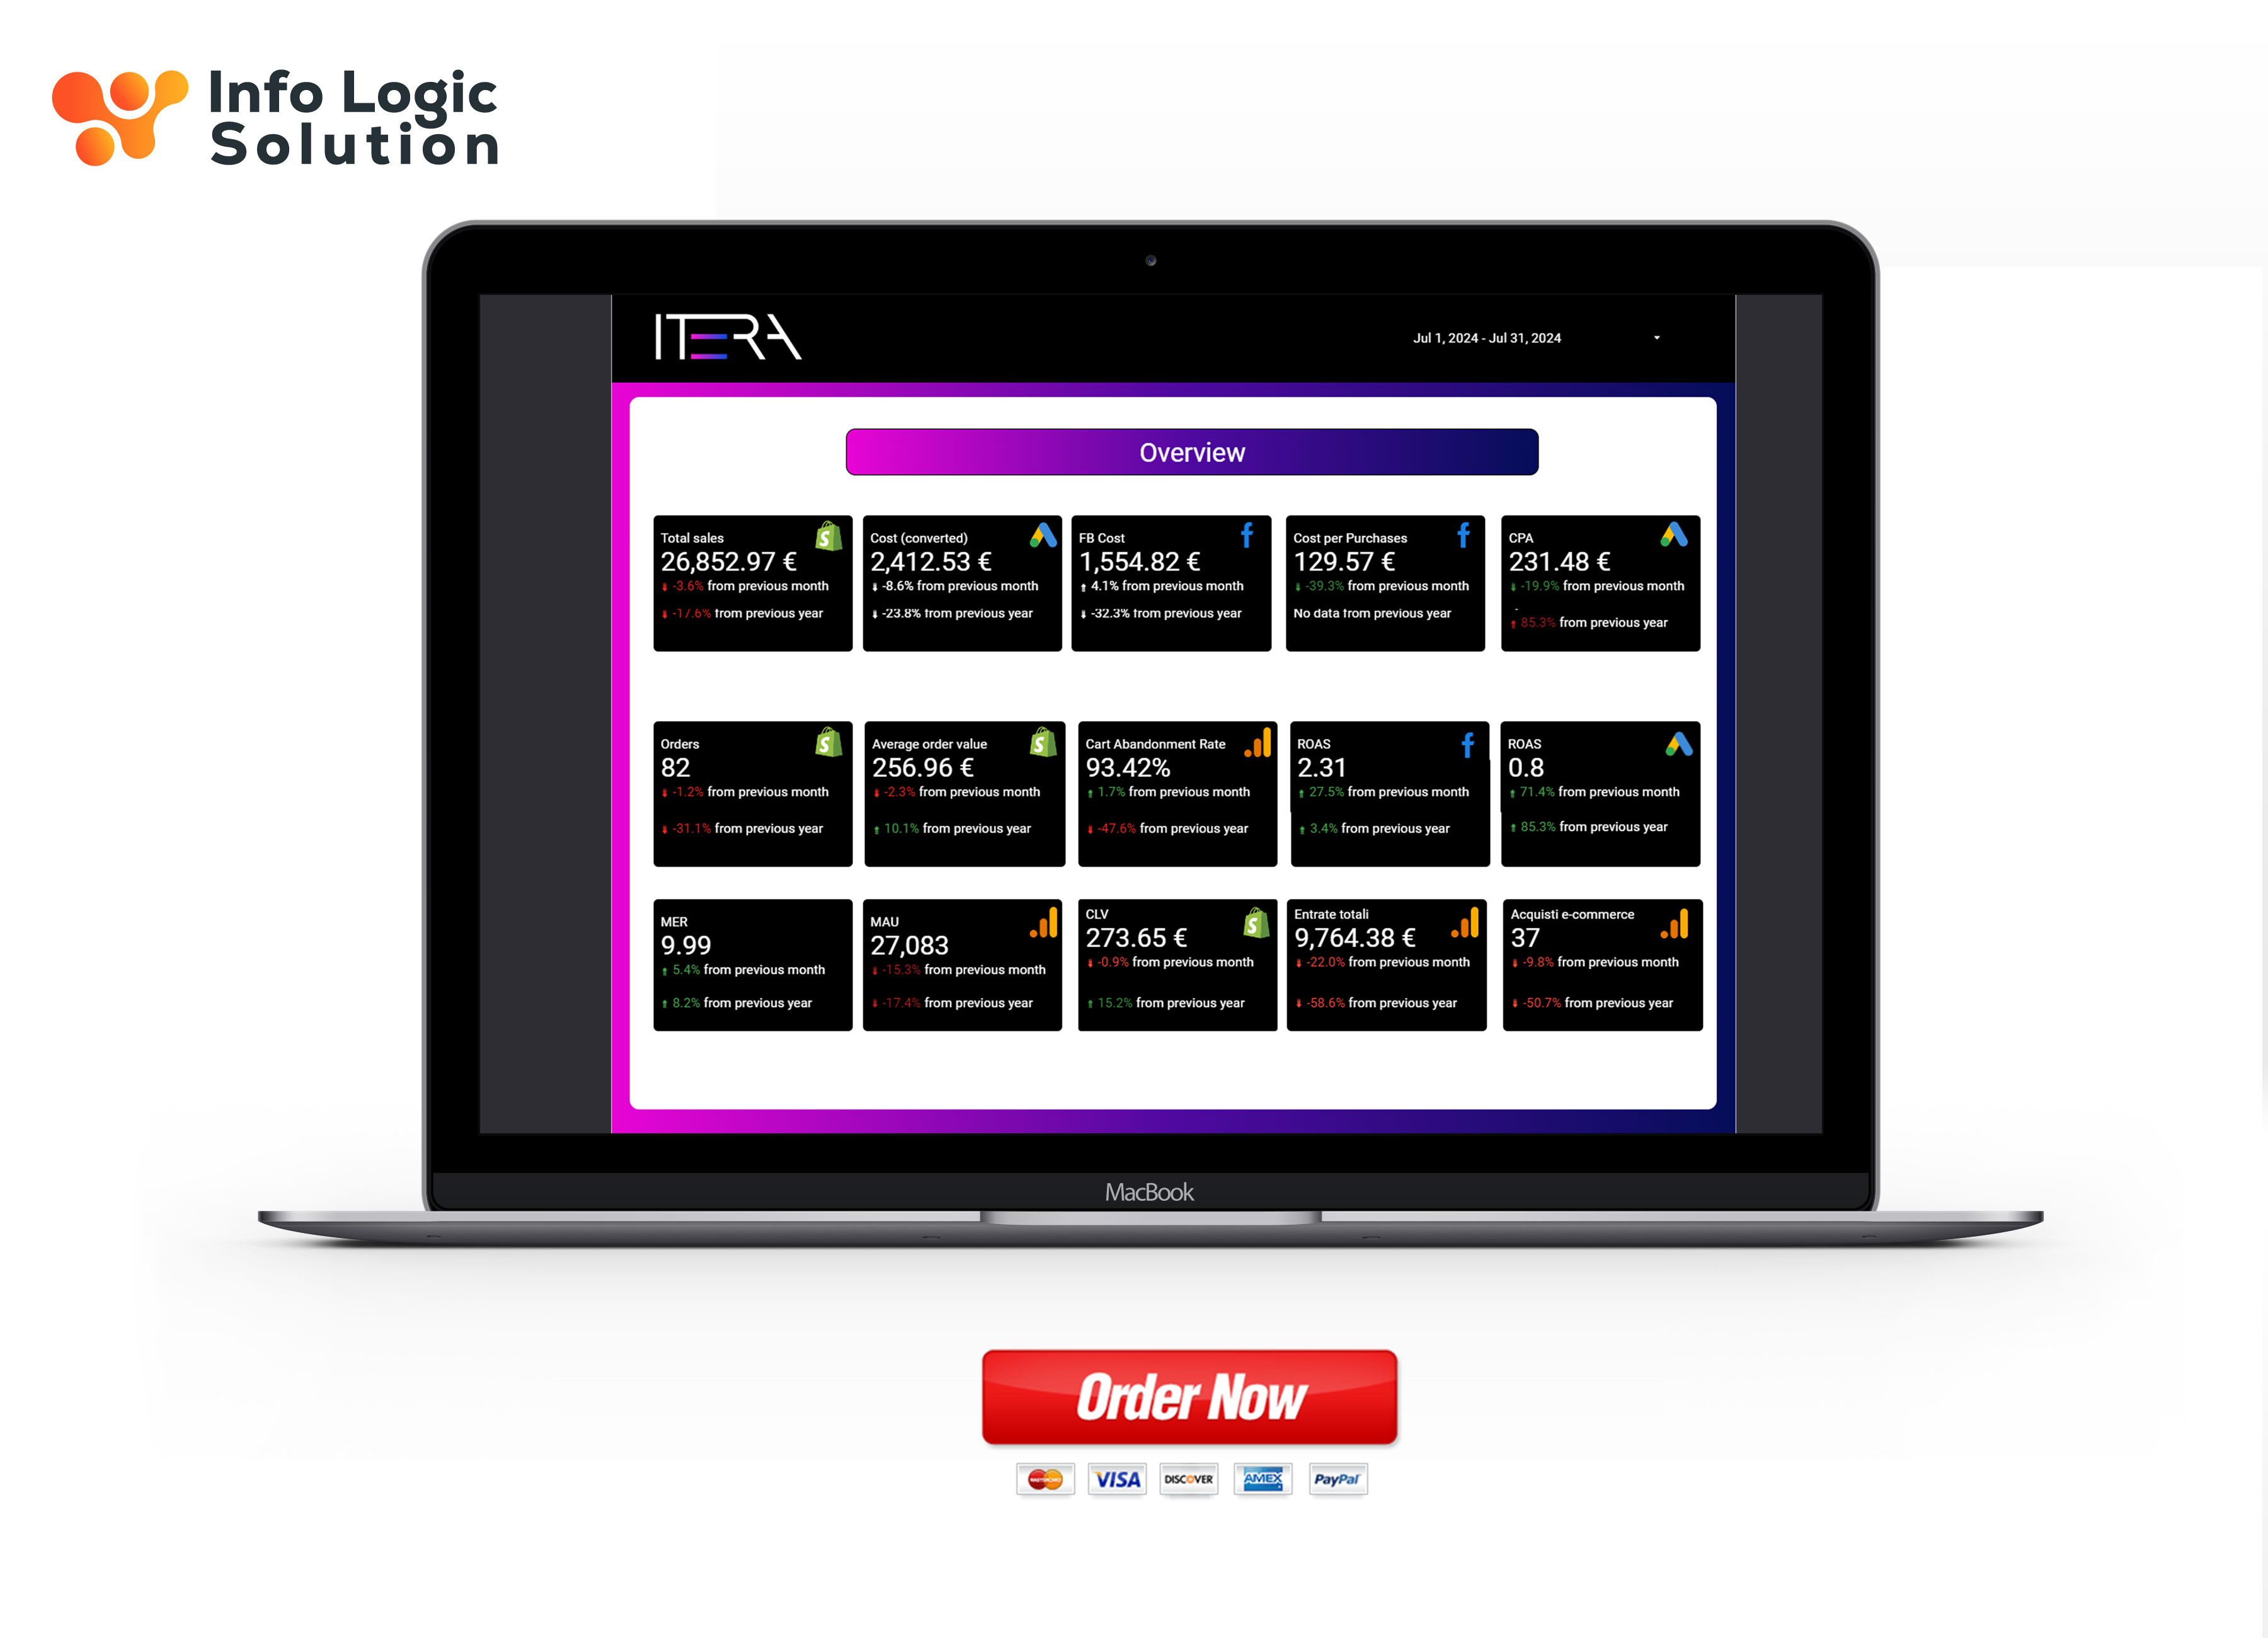 Info Logic
Solution
ITERA
Jul 1, 2024 - Jul 31, 2024
Overview
Total sales
26,852.97 €
-3.6% from previous month
-17.6% from previous year
Cost (converted)
2,412.53 €
-8.6% from previous month
-23.8% from previous year
FB Cost
1,554.82 €
4.1% from previous month
-32.3% from previous year
Cost per Purchases
129.57 €
-39.3% from previous month
No data from previous year
CPA
231.48 €
-19.9% from previous month
85.3% from previous year
Orders
82
-1.2% from previous month
-31.1% from previous year
Average order value
256.96 €
-2.3% from previous month
10.1% from previous year
Cart Abandonment Rate
93.42%
1.7% from previous month
-47.6% from previous year
ROAS
2.31
27.5% from previous month
3.4% from previous year
ROAS
0.8
71.4% from previous month
85.3% from previous year
MER
9.99
5.4% from previous month
8.2% from previous year
MAU
27,083
-15.3% from previous month
-17.4% from previous year
CLV
273.65 €
-0.9% from previous month
15.2% from previous year
Entrate totali
9,764.38 €
-22.0% from previous month
-58.6% from previous year
Acquisti e-commerce
37
-9.8% from previous month
-50.7% from previous year
MacBook
Order Now
MasterCard VISA DISCOVER AMEX PayPal